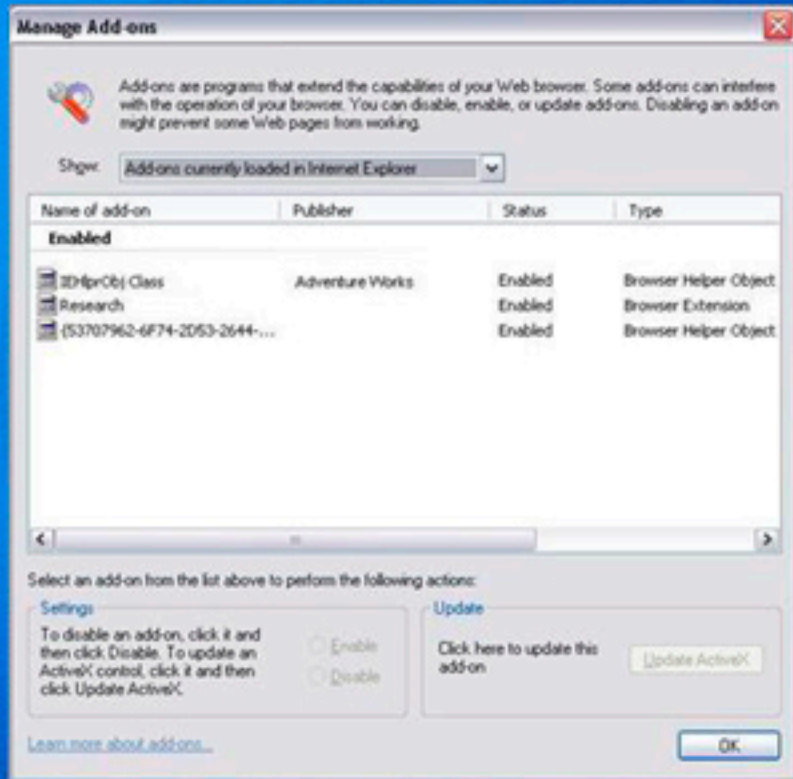 Manage Add-ons
Add-ons are programs that extend the capabilities of your Web browser. Some add-ons can interfere
with the operation of your browser. You can disable, enable, or update add-ons. Disabling an add-on
might prevent some Web pages from working.
Show: Add-ons currently loaded in Internet Explorer
Name of add-on Publisher Status Type
Enabled
IEHlprObj Class Adventure Works Enabled Browser Helper Object
Research Enabled Browser Extension
{53707962-6F74-2D53-2644-... Enabled Browser Helper Object
Select an add-on from the list above to perform the following actions:
Settings
To disable an add-on, click it and
then click Disable. To update an
ActiveX control, click it and then
click Update ActiveX.
Enable
Disable
Update
Click here to update this
add-on
Update ActiveX
Learn more about add-ons...
OK